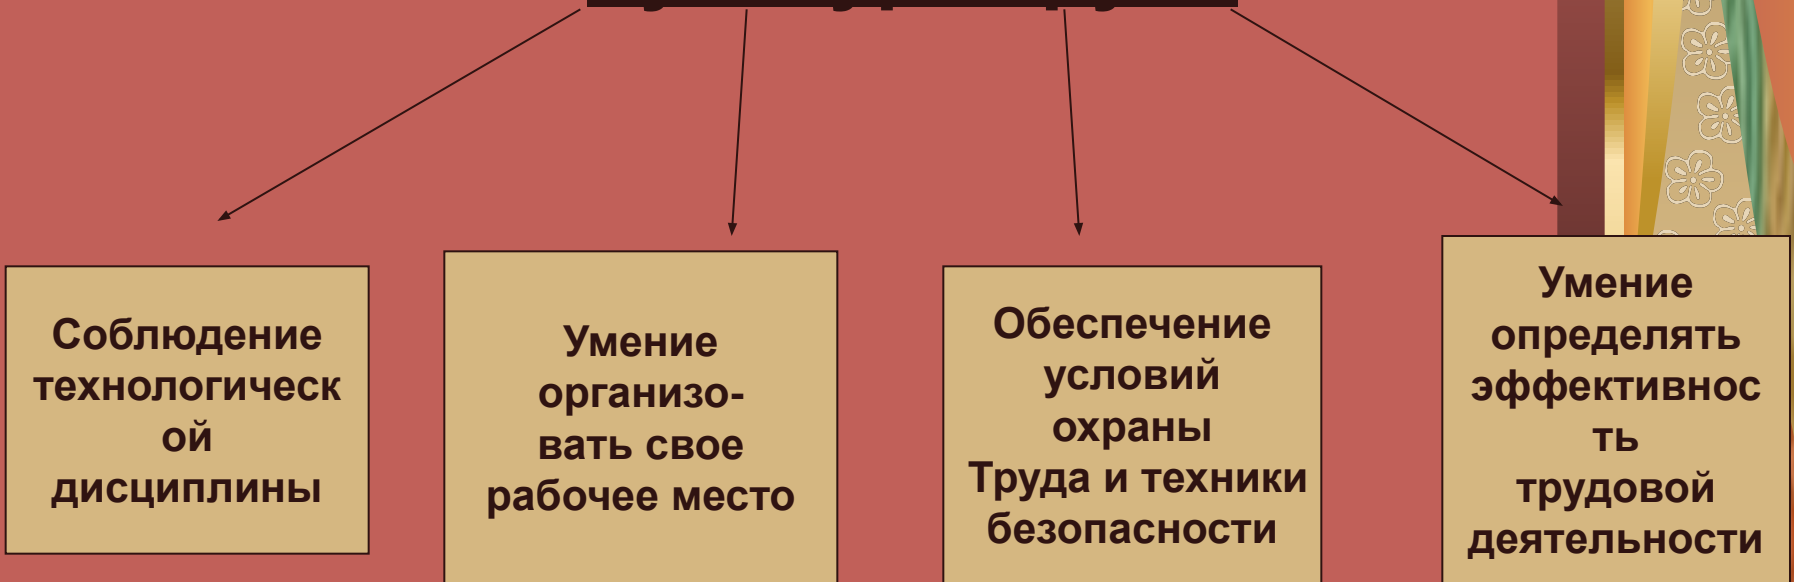 Соблюдение
технологическ
ой
дисциплины
Умение
организо-
вать свое
рабочее место
Обеспечение
условий
охраны
Труда и техники
безопасности
Умение
определять
эффективнос
ть
трудовой
деятельности